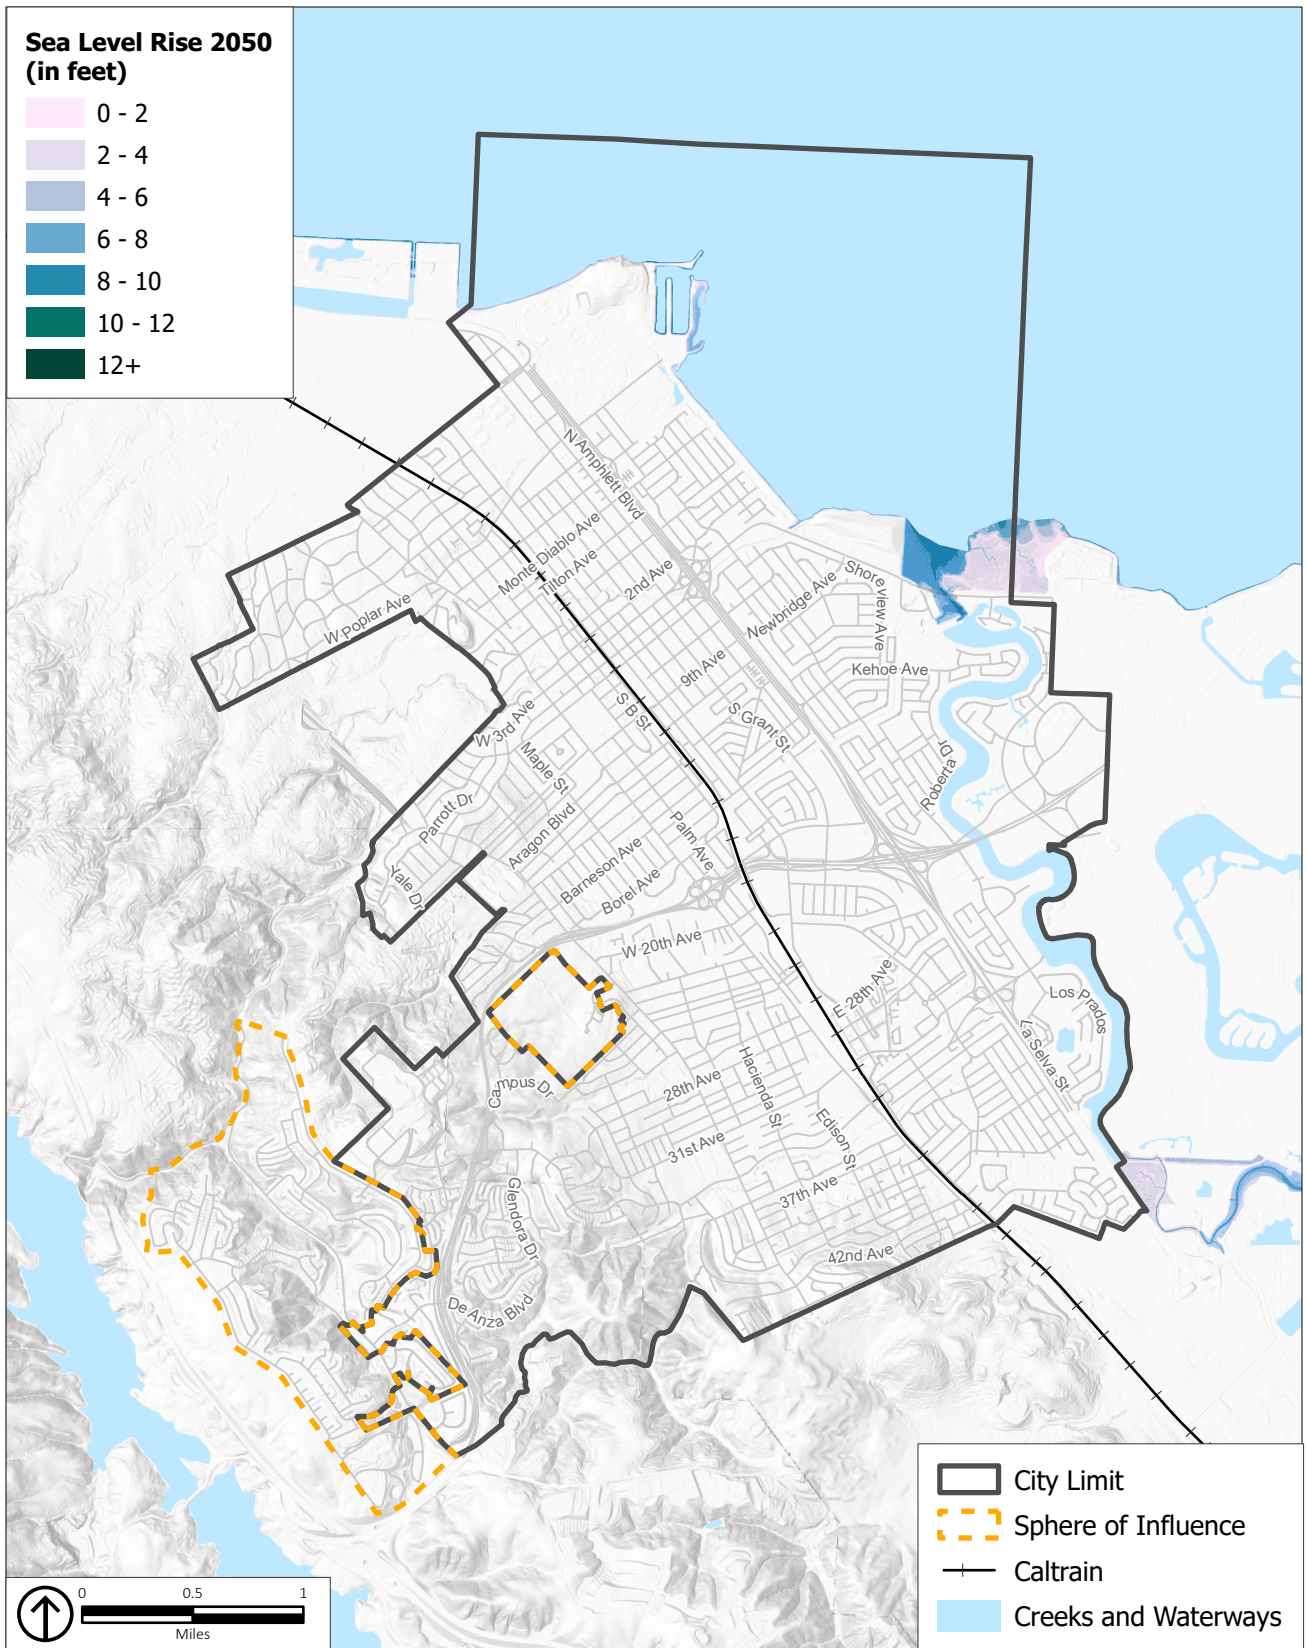 Sea Level Rise 2050
(in feet)
0 - 2
2 - 4
4 - 6
6 - 8
8 - 10
10 - 12
12+
N Amphlett Blvd
Monte Diablo Ave
Tilton Ave
2nd Ave
Shoreview Ave
Newbridge Ave
W Poplar Ave
Kehoe Ave
9th Ave
S B St
S Grant St
W 3rd Ave
Maple St
Roberta Dr
Parrott Dr
Aragon Blvd
Palm Ave
Barneson Ave
Yale Dr
Borel Ave
W 20th Ave
E 28th Ave
Los Prados
La Selva St
Campus Dr
28th Ave
Hacienda St
Edison St
31st Ave
37th Ave
Glendora Dr
42nd Ave
De Anza Blvd
City Limit
Sphere of Influence
Caltrain
Creeks and Waterways
0 0.5 1
Miles